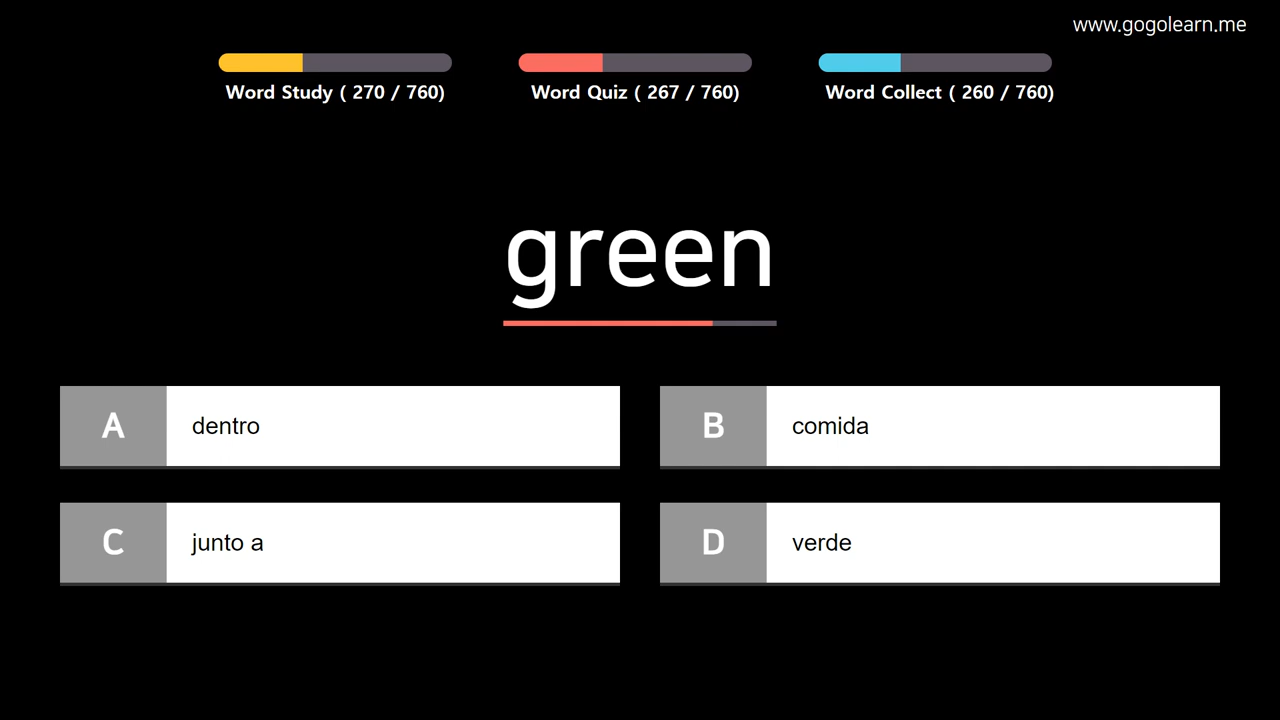 www.gogolearn.me
Word Study ( 270 / 760)
Word Quiz ( 267 / 760)
Word Collect ( 260 / 760)
green
A dentro
B comida
C junto a
D verde